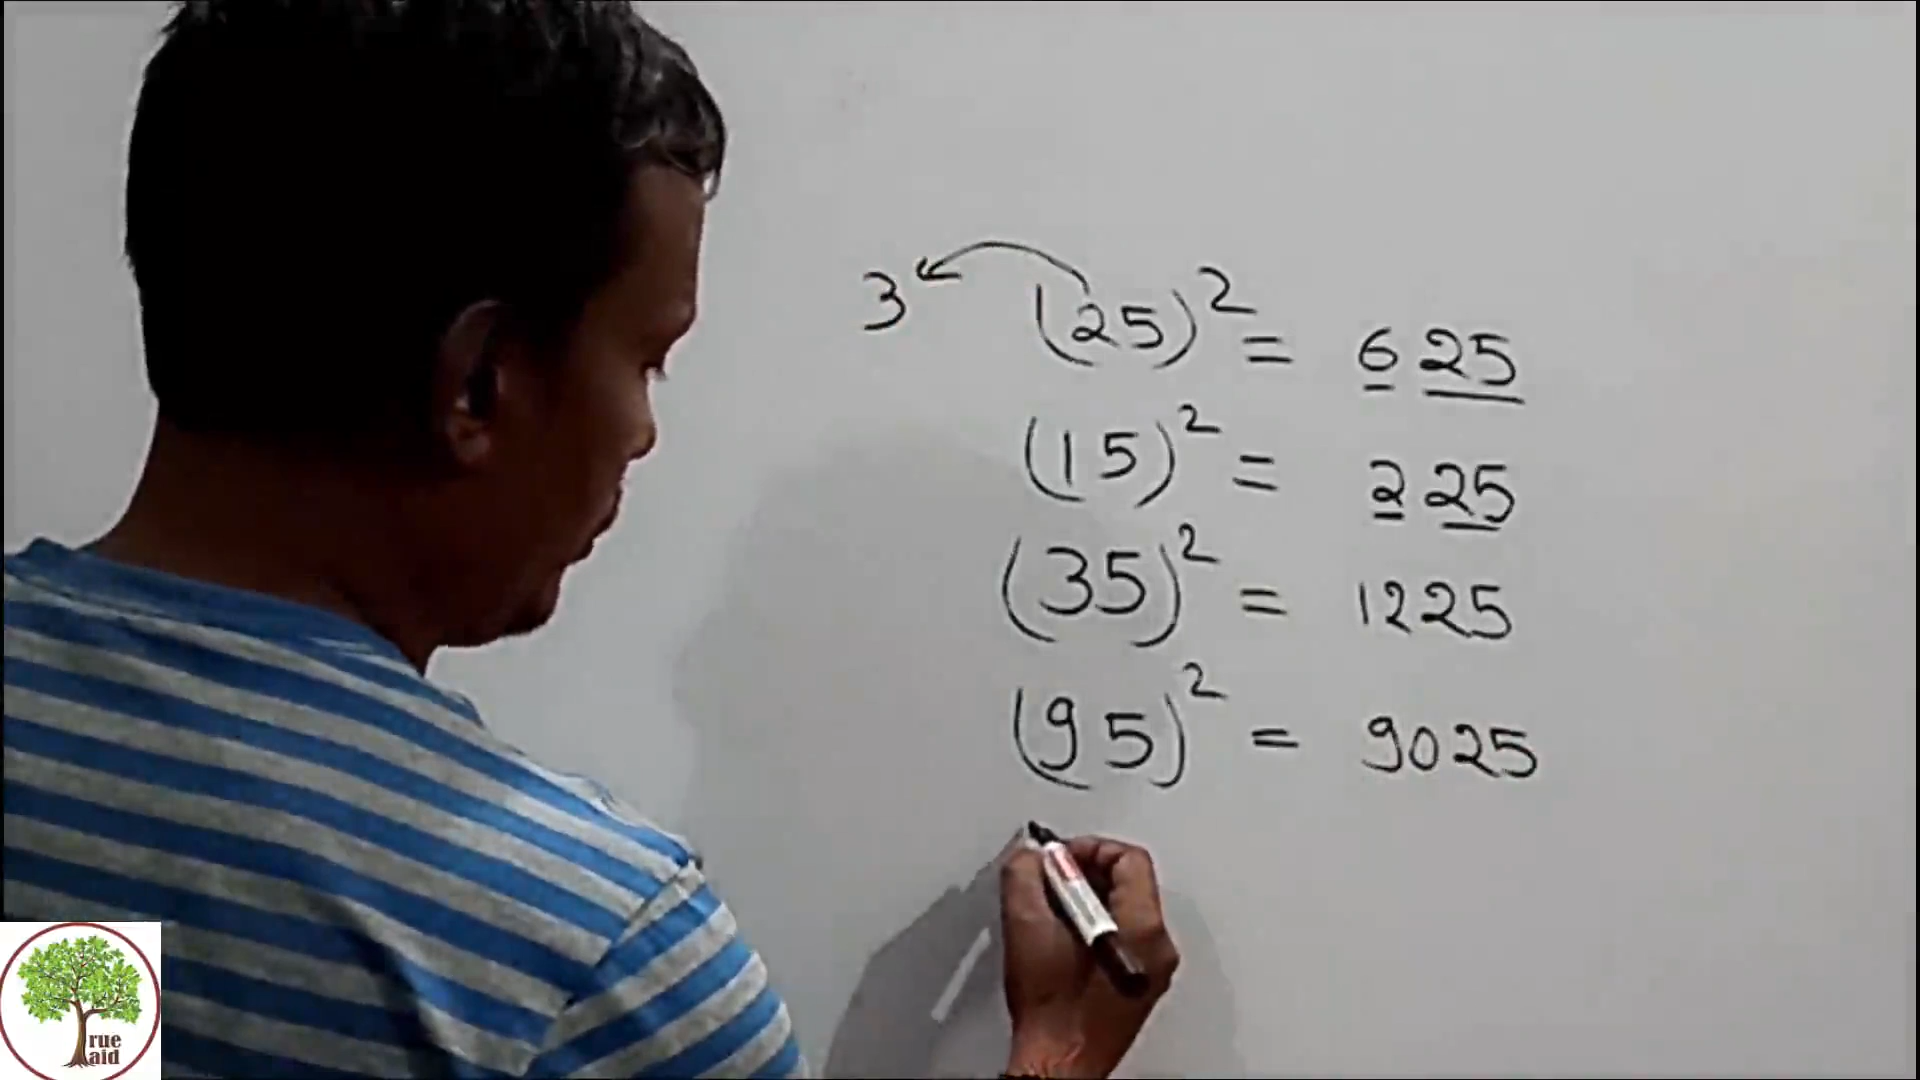 3 (25)² = 625
(15)² = 225
(35)² = 1225
(95)² = 9025
rue
aid